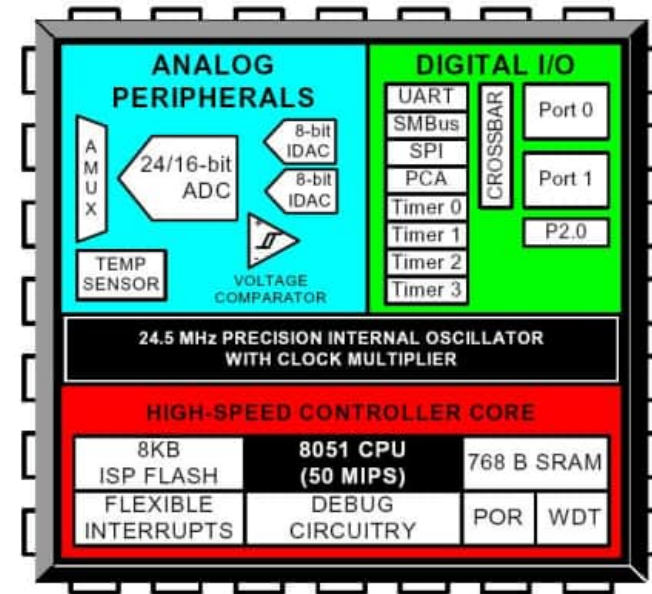 ANALOG
PERIPHERALS
A
M
U
X
24/16-bit
ADC
8-bit
IDAC
8-bit
IDAC
+
-
TEMP
SENSOR
VOLTAGE
COMPARATOR
DIGITAL I/O
UART
SMBus
SPI
PCA
Timer 0
Timer 1
Timer 2
Timer 3
CROSSBAR
Port 0
Port 1
P2.0
24.5 MHz PRECISION INTERNAL OSCILLATOR
WITH CLOCK MULTIPLIER
HIGH-SPEED CONTROLLER CORE
8KB
ISP FLASH
8051 CPU
(50 MIPS)
768 B SRAM
FLEXIBLE
INTERRUPTS
DEBUG
CIRCUITRY
POR
WDT